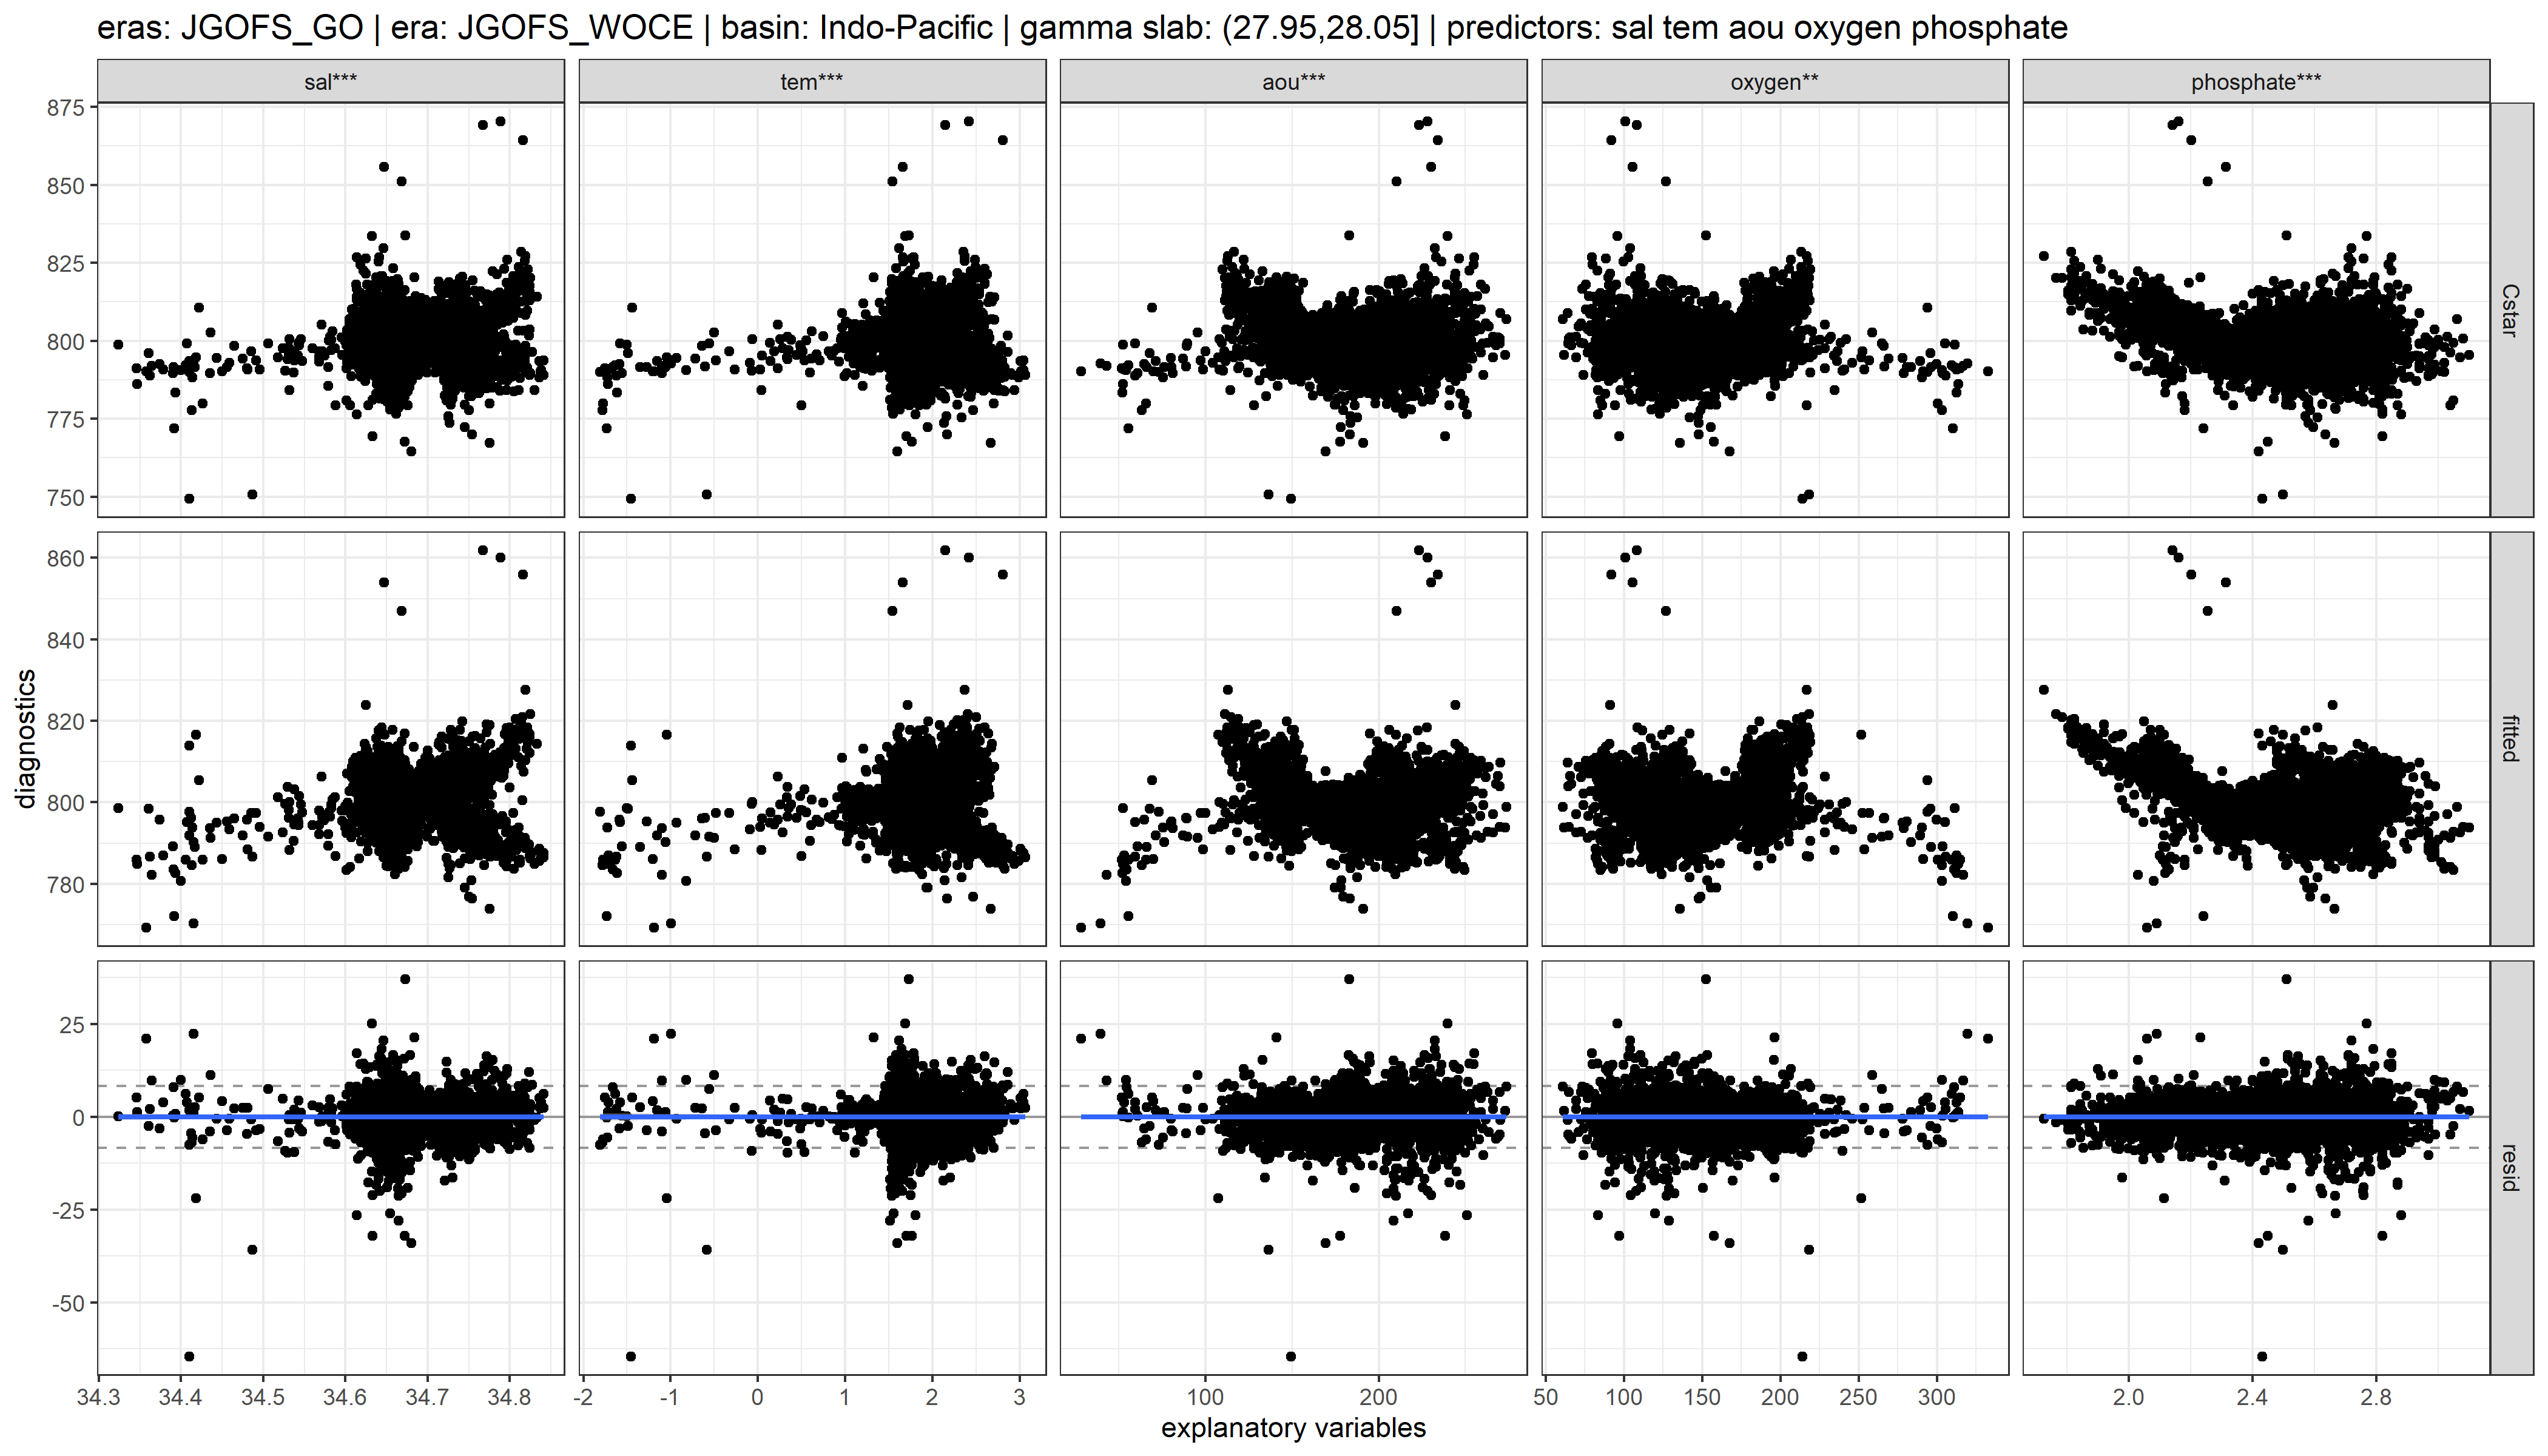 eras: JGOFS_GO | era: JGOFS_WOCE | basin: Indo-Pacific | gamma slab: (27.95,28.05] | predictors: sal tem aou oxygen phosphate
sal*** tem*** aou*** oxygen** phosphate***
875
850
825
800
775
750
Cstar
860
840
820
800
780
fitted
diagnostics
25
0
-25
-50
resid
34.3 34.4 34.5 34.6 34.7 34.8 -2 -1 0 1 2 3 100 200 50 100 150 200 250 300 2.0 2.4 2.8
explanatory variables